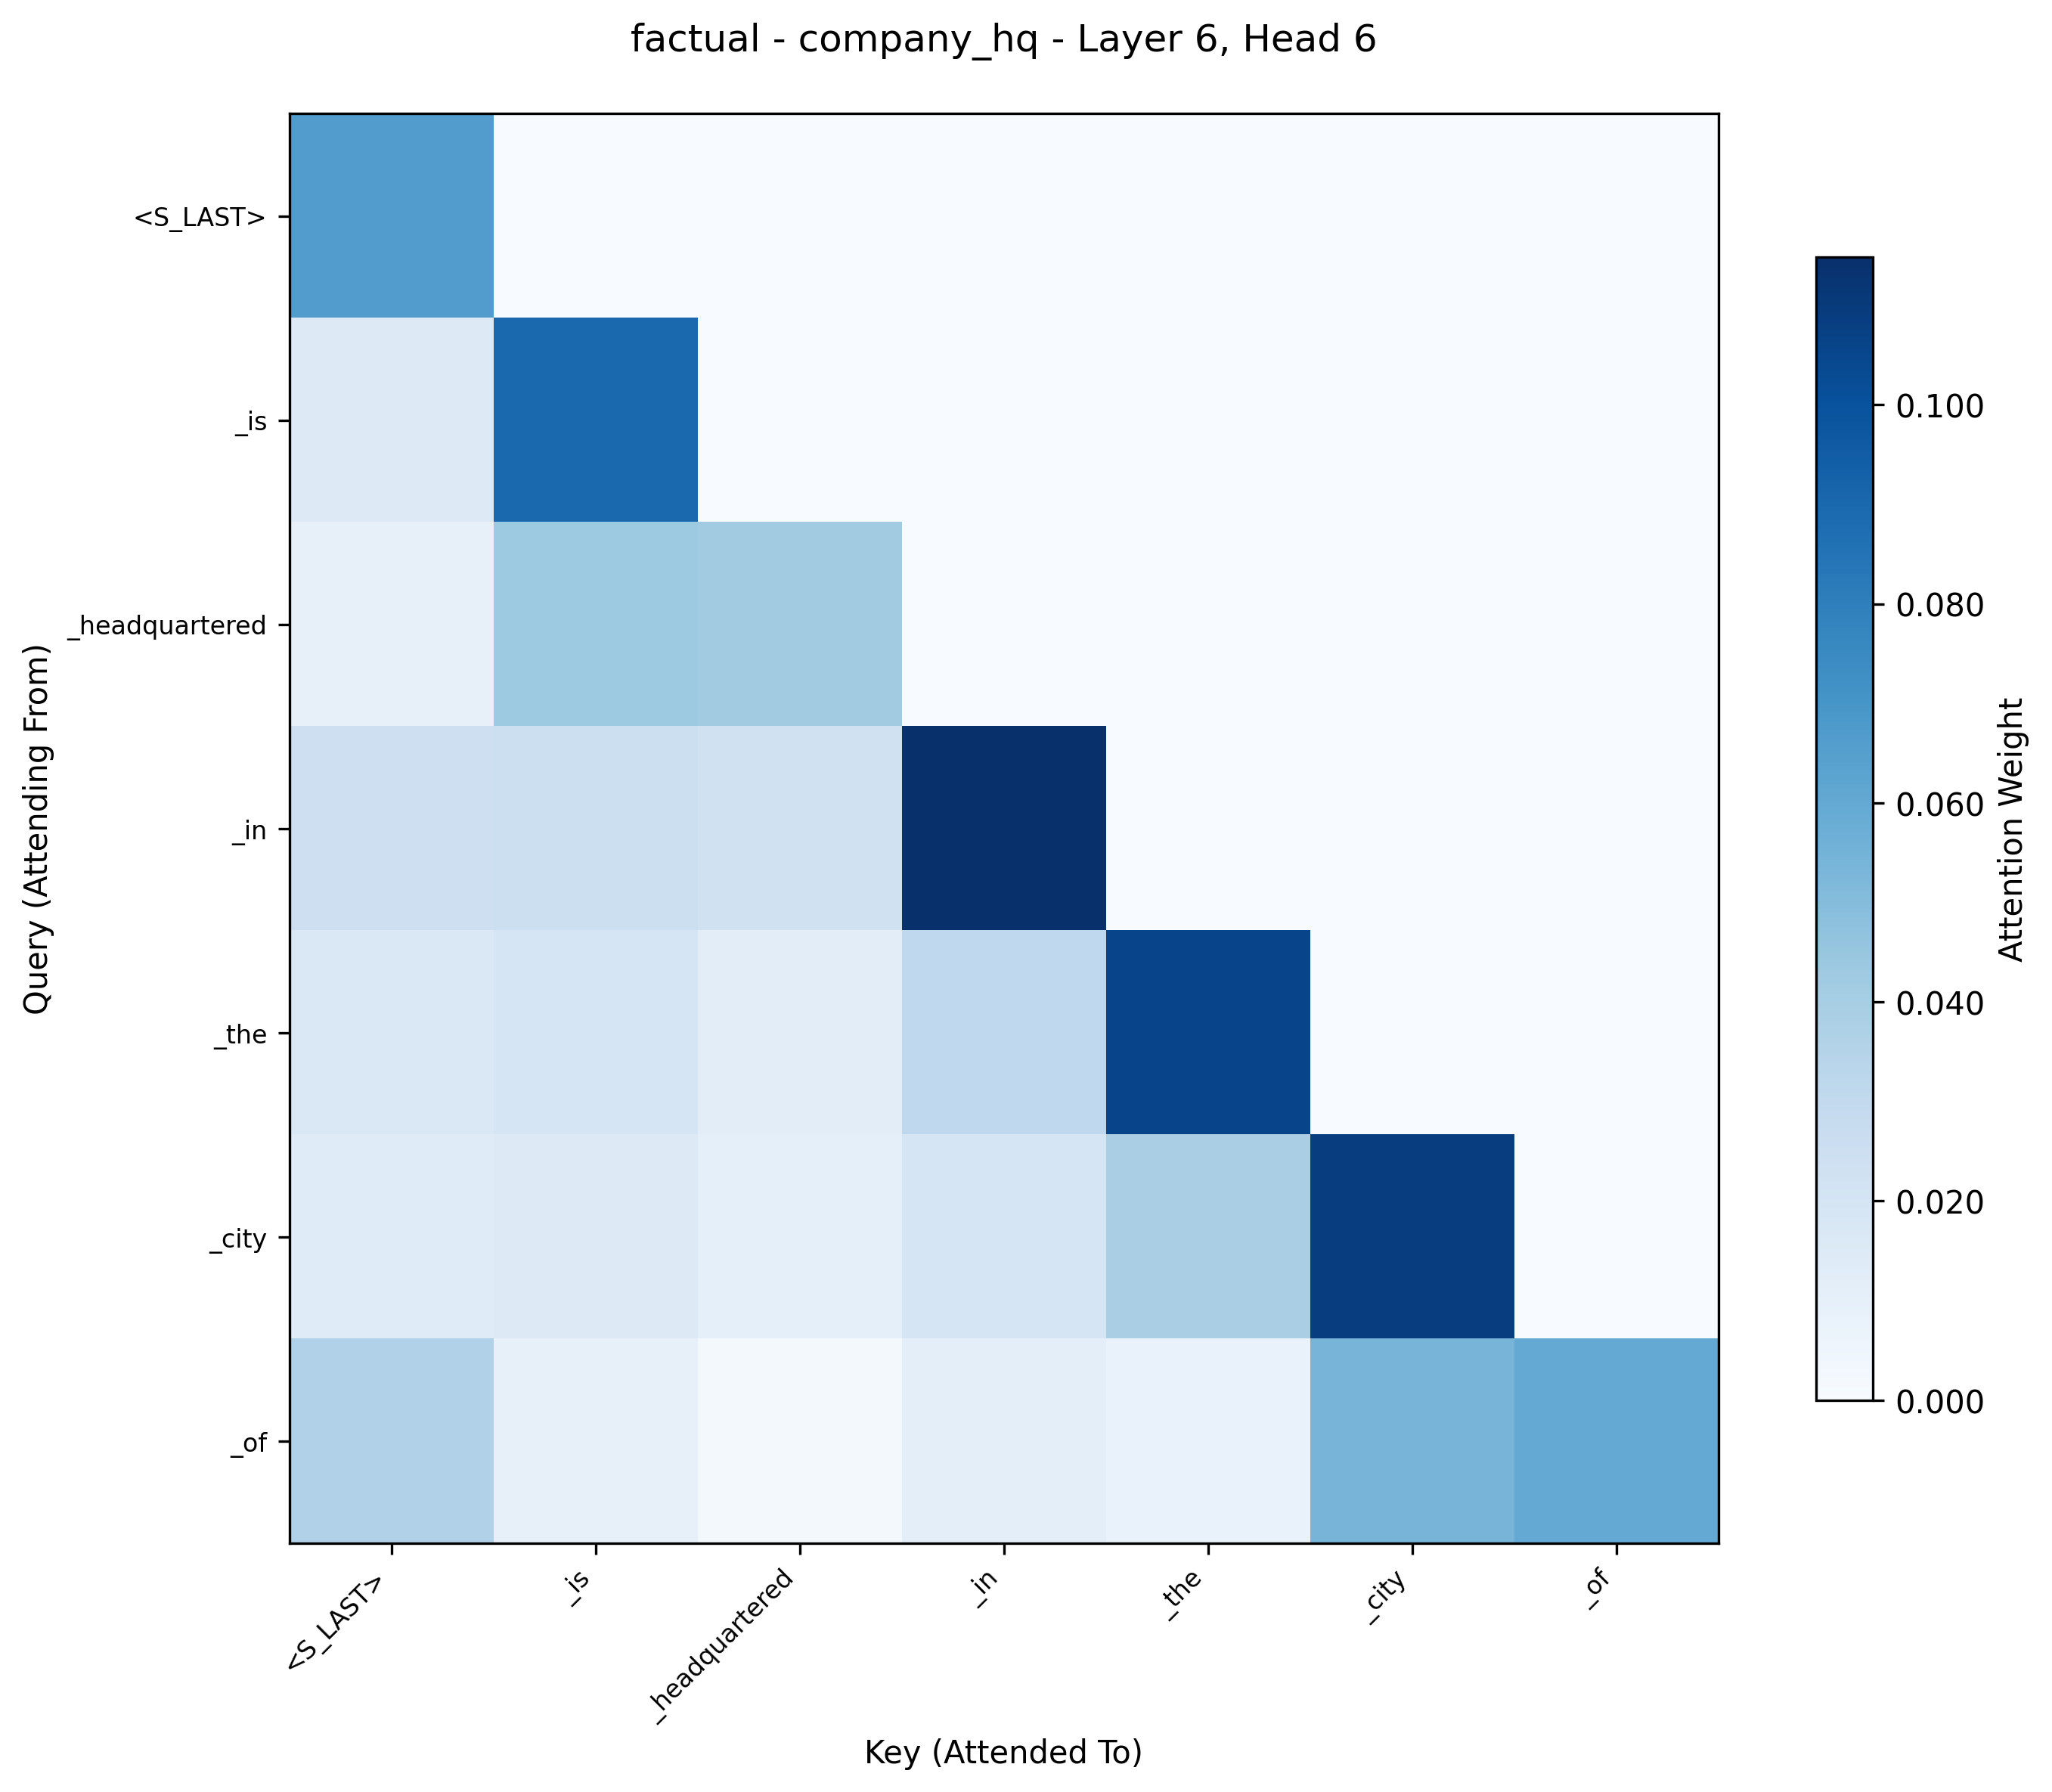 factual - company_hq - Layer 6, Head 6
Query (Attending From)
<S_LAST>
_is
_headquartered
_in
_the
_city
_of
<S_LAST>
_is
_headquartered
_in
_the
_city
_of
Key (Attended To)
0.100
0.080
0.060
0.040
0.020
0.000
Attention Weight